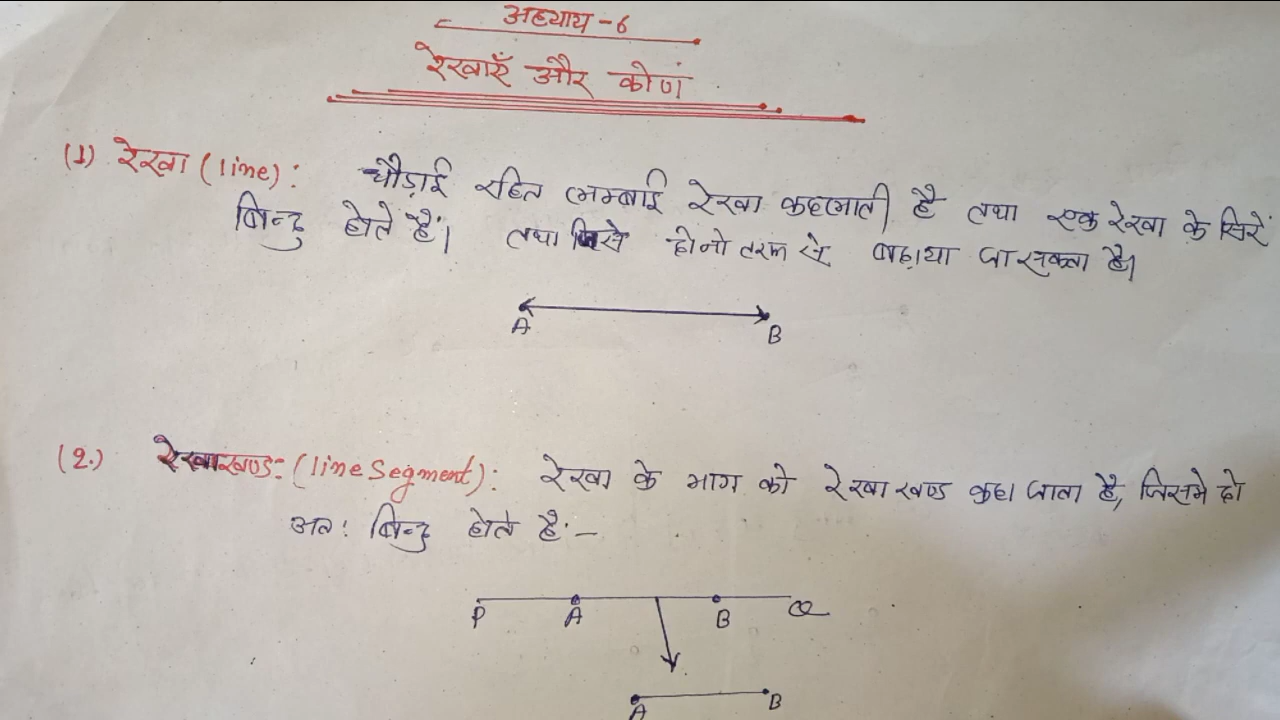 अध्याय - 6
रेखाएँ और कोण
(1) रेखा (line): चौड़ाई रहित लम्बाई रेखा कहलाती है तथा एक रेखा के सिरे
बिन्दु होते हैं। तथा जिसे दोनो तरफ से बढ़ाया जा सकता है।
A B
(2.) रेखाखण्ड:- (line Segment): रेखा के भाग को रेखा खण्ड कहा जाता है, जिसमे दो
अन्तः बिन्दु होते है:-
P A B Q
A B